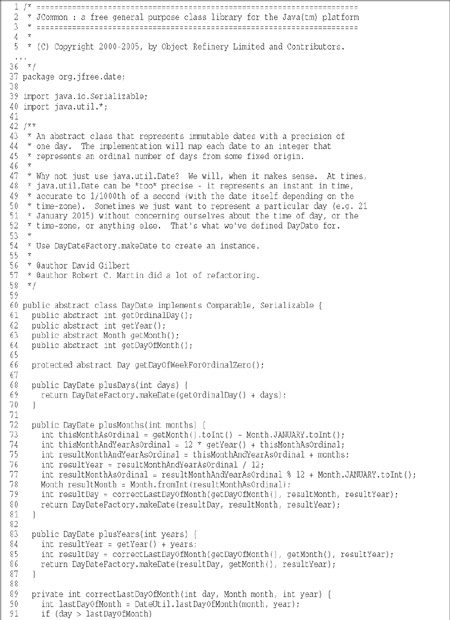 1 /* ========================================================================
2  * JCommon : a free general purpose class library for the Java(tm) platform
3  * ========================================================================
4  *
5  * (C) Copyright 2000-2005, by Object Refinery Limited and Contributors.
...
36  */
37 package org.jfree.date;
38
39 import java.io.Serializable;
40 import java.util.*;
41
42 /**
43  * An abstract class that represents immutable dates with a precision of
44  * one day.  The implementation will map each date to an integer that
45  * represents an ordinal number of days from some fixed origin.
46  *
47  * Why not just use java.util.Date?  We will, when it makes sense.  At times,
48  * java.util.Date can be *too* precise - it represents an instant in time,
49  * accurate to 1/1000th of a second (with the date itself depending on the
50  * time-zone).  Sometimes we just want to represent a particular day (e.g. 21
51  * January 2015) without concerning ourselves about the time of day, or the
52  * time-zone, or anything else.  That's what we've defined DayDate for.
53  *
54  * Use DayDateFactory.makeDate to create an instance.
55  *
56  * @author David Gilbert
57  * @author Robert C. Martin did a lot of refactoring.
58  */
59
60 public abstract class DayDate implements Comparable, Serializable {
61   public abstract int getOrdinalDay();
62   public abstract int getYear();
63   public abstract Month getMonth();
64   public abstract int getDayOfMonth();
65
66   protected abstract Day getDayOfWeekForOrdinalZero();
67
68   public DayDate plusDays(int days) {
69     return DayDateFactory.makeDate(getOrdinalDay() + days);
70   }
71
72   public DayDate plusMonths(int months) {
73     int thisMonthAsOrdinal = getMonth().toInt() - Month.JANUARY.toInt();
74     int thisMonthAndYearAsOrdinal = 12 * getYear() + thisMonthAsOrdinal;
75     int resultMonthAndYearAsOrdinal = thisMonthAndYearAsOrdinal + months;
76     int resultYear = resultMonthAndYearAsOrdinal / 12;
77     int resultMonthAsOrdinal = resultMonthAndYearAsOrdinal % 12 + Month.JANUARY.toInt();
78     Month resultMonth = Month.fromInt(resultMonthAsOrdinal);
79     int resultDay = correctLastDayOfMonth(getDayOfMonth(), resultMonth, resultYear);
80     return DayDateFactory.makeDate(resultDay, resultMonth, resultYear);
81   }
82
83   public DayDate plusYears(int years) {
84     int resultYear = getYear() + years;
85     int resultDay = correctLastDayOfMonth(getDayOfMonth(), getMonth(), resultYear);
86     return DayDateFactory.makeDate(resultDay, getMonth(), resultYear);
87   }
88
89   private int correctLastDayOfMonth(int day, Month month, int year) {
90     int lastDayOfMonth = DateUtil.lastDayOfMonth(month, year);
91     if (day > lastDayOfMonth)